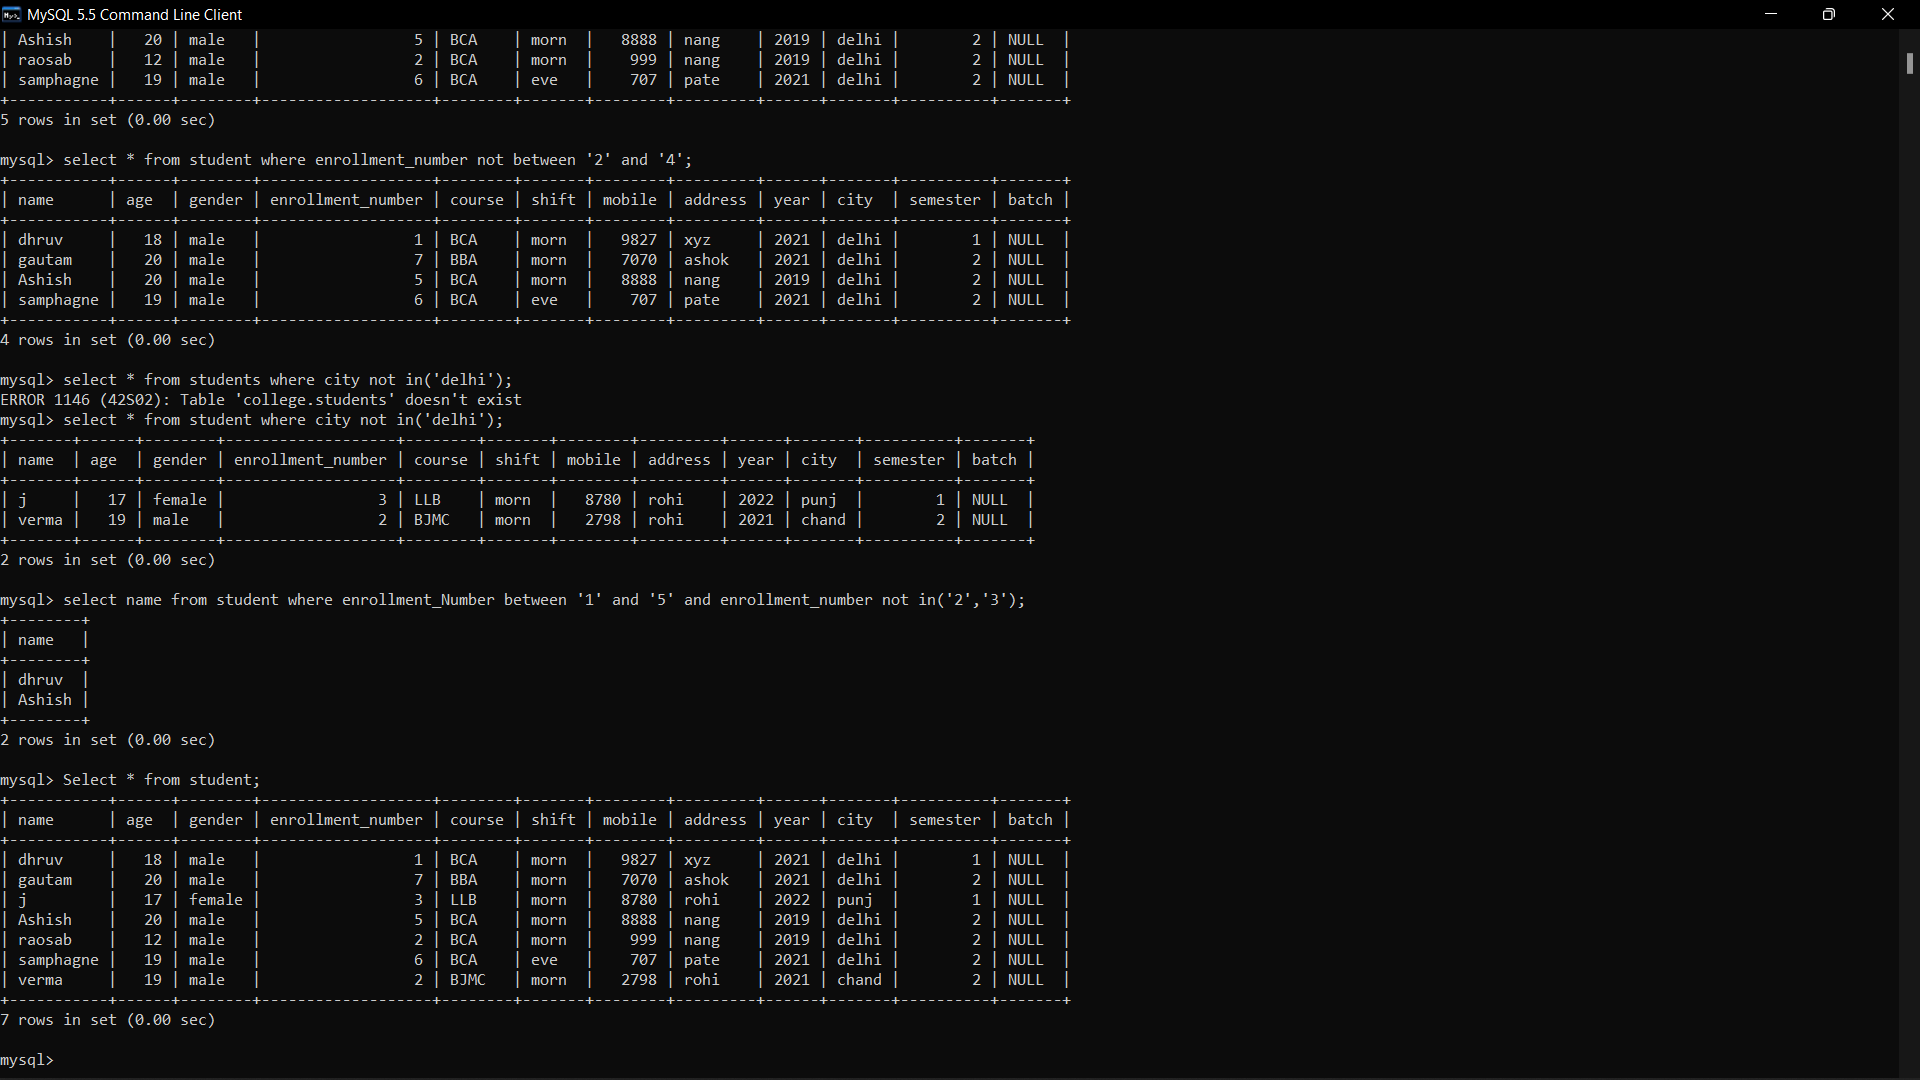 MySQL 5.5 Command Line Client
| Ashish    |   20 | male   |                   5 | BCA    | morn  |   8888 | nang    | 2019 | delhi |         2 | NULL  |
| raosab    |   12 | male   |                   2 | BCA    | morn  |    999 | nang    | 2019 | delhi |         2 | NULL  |
| samphagne |   19 | male   |                   6 | BCA    | eve   |    707 | pate    | 2021 | delhi |         2 | NULL  |
+-----------+------+--------+-------------------+--------+-------+--------+---------+------+-------+----------+-------+
5 rows in set (0.00 sec)
mysql> select * from student where enrollment_number not between '2' and '4';
+-----------+------+--------+-------------------+--------+-------+--------+---------+------+-------+----------+-------+
| name      | age  | gender | enrollment_number | course | shift | mobile | address | year | city  | semester | batch |
+-----------+------+--------+-------------------+--------+-------+--------+---------+------+-------+----------+-------+
| dhruv     |   18 | male   |                 1 | BCA    | morn  |   9827 | xyz     | 2021 | delhi |        1 | NULL  |
| gautam    |   20 | male   |                 7 | BBA    | morn  |   7070 | ashok   | 2021 | delhi |        2 | NULL  |
| Ashish    |   20 | male   |                 5 | BCA    | morn  |   8888 | nang    | 2019 | delhi |        2 | NULL  |
| samphagne |   19 | male   |                 6 | BCA    | eve   |    707 | pate    | 2021 | delhi |        2 | NULL  |
+-----------+------+--------+-------------------+--------+-------+--------+---------+------+-------+----------+-------+
4 rows in set (0.00 sec)
mysql> select * from students where city not in('delhi');
ERROR 1146 (42S02): Table 'college.students' doesn't exist
mysql> select * from student where city not in('delhi');
+-------+------+--------+-------------------+--------+-------+--------+---------+------+-------+----------+-------+
| name  | age  | gender | enrollment_number | course | shift | mobile | address | year | city  | semester | batch |
+-------+------+--------+-------------------+--------+-------+--------+---------+------+-------+----------+-------+
| j     |   17 | female |                 3 | LLB    | morn  |   8780 | rohi    | 2022 | punj  |        1 | NULL  |
| verma |   19 | male   |                 2 | BJMC   | morn  |   2798 | rohi    | 2021 | chand |        2 | NULL  |
+-------+------+--------+-------------------+--------+-------+--------+---------+------+-------+----------+-------+
2 rows in set (0.00 sec)
mysql> select name from student where enrollment_Number between '1' and '5' and enrollment_number not in('2','3');
+--------+
| name   |
+--------+
| dhruv  |
| Ashish |
+--------+
2 rows in set (0.00 sec)
mysql> Select * from student;
+-----------+------+--------+-------------------+--------+-------+--------+---------+------+-------+----------+-------+
| name      | age  | gender | enrollment_number | course | shift | mobile | address | year | city  | semester | batch |
+-----------+------+--------+-------------------+--------+-------+--------+---------+------+-------+----------+-------+
| dhruv     |   18 | male   |                 1 | BCA    | morn  |   9827 | xyz     | 2021 | delhi |        1 | NULL  |
| gautam    |   20 | male   |                 7 | BBA    | morn  |   7070 | ashok   | 2021 | delhi |        2 | NULL  |
| j         |   17 | female |                 3 | LLB    | morn  |   8780 | rohi    | 2022 | punj  |        1 | NULL  |
| Ashish    |   20 | male   |                 5 | BCA    | morn  |   8888 | nang    | 2019 | delhi |        2 | NULL  |
| raosab    |   12 | male   |                 2 | BCA    | morn  |    999 | nang    | 2019 | delhi |        2 | NULL  |
| samphagne |   19 | male   |                 6 | BCA    | eve   |    707 | pate    | 2021 | delhi |        2 | NULL  |
| verma     |   19 | male   |                 2 | BJMC   | morn  |   2798 | rohi    | 2021 | chand |        2 | NULL  |
+-----------+------+--------+-------------------+--------+-------+--------+---------+------+-------+----------+-------+
7 rows in set (0.00 sec)
mysql>